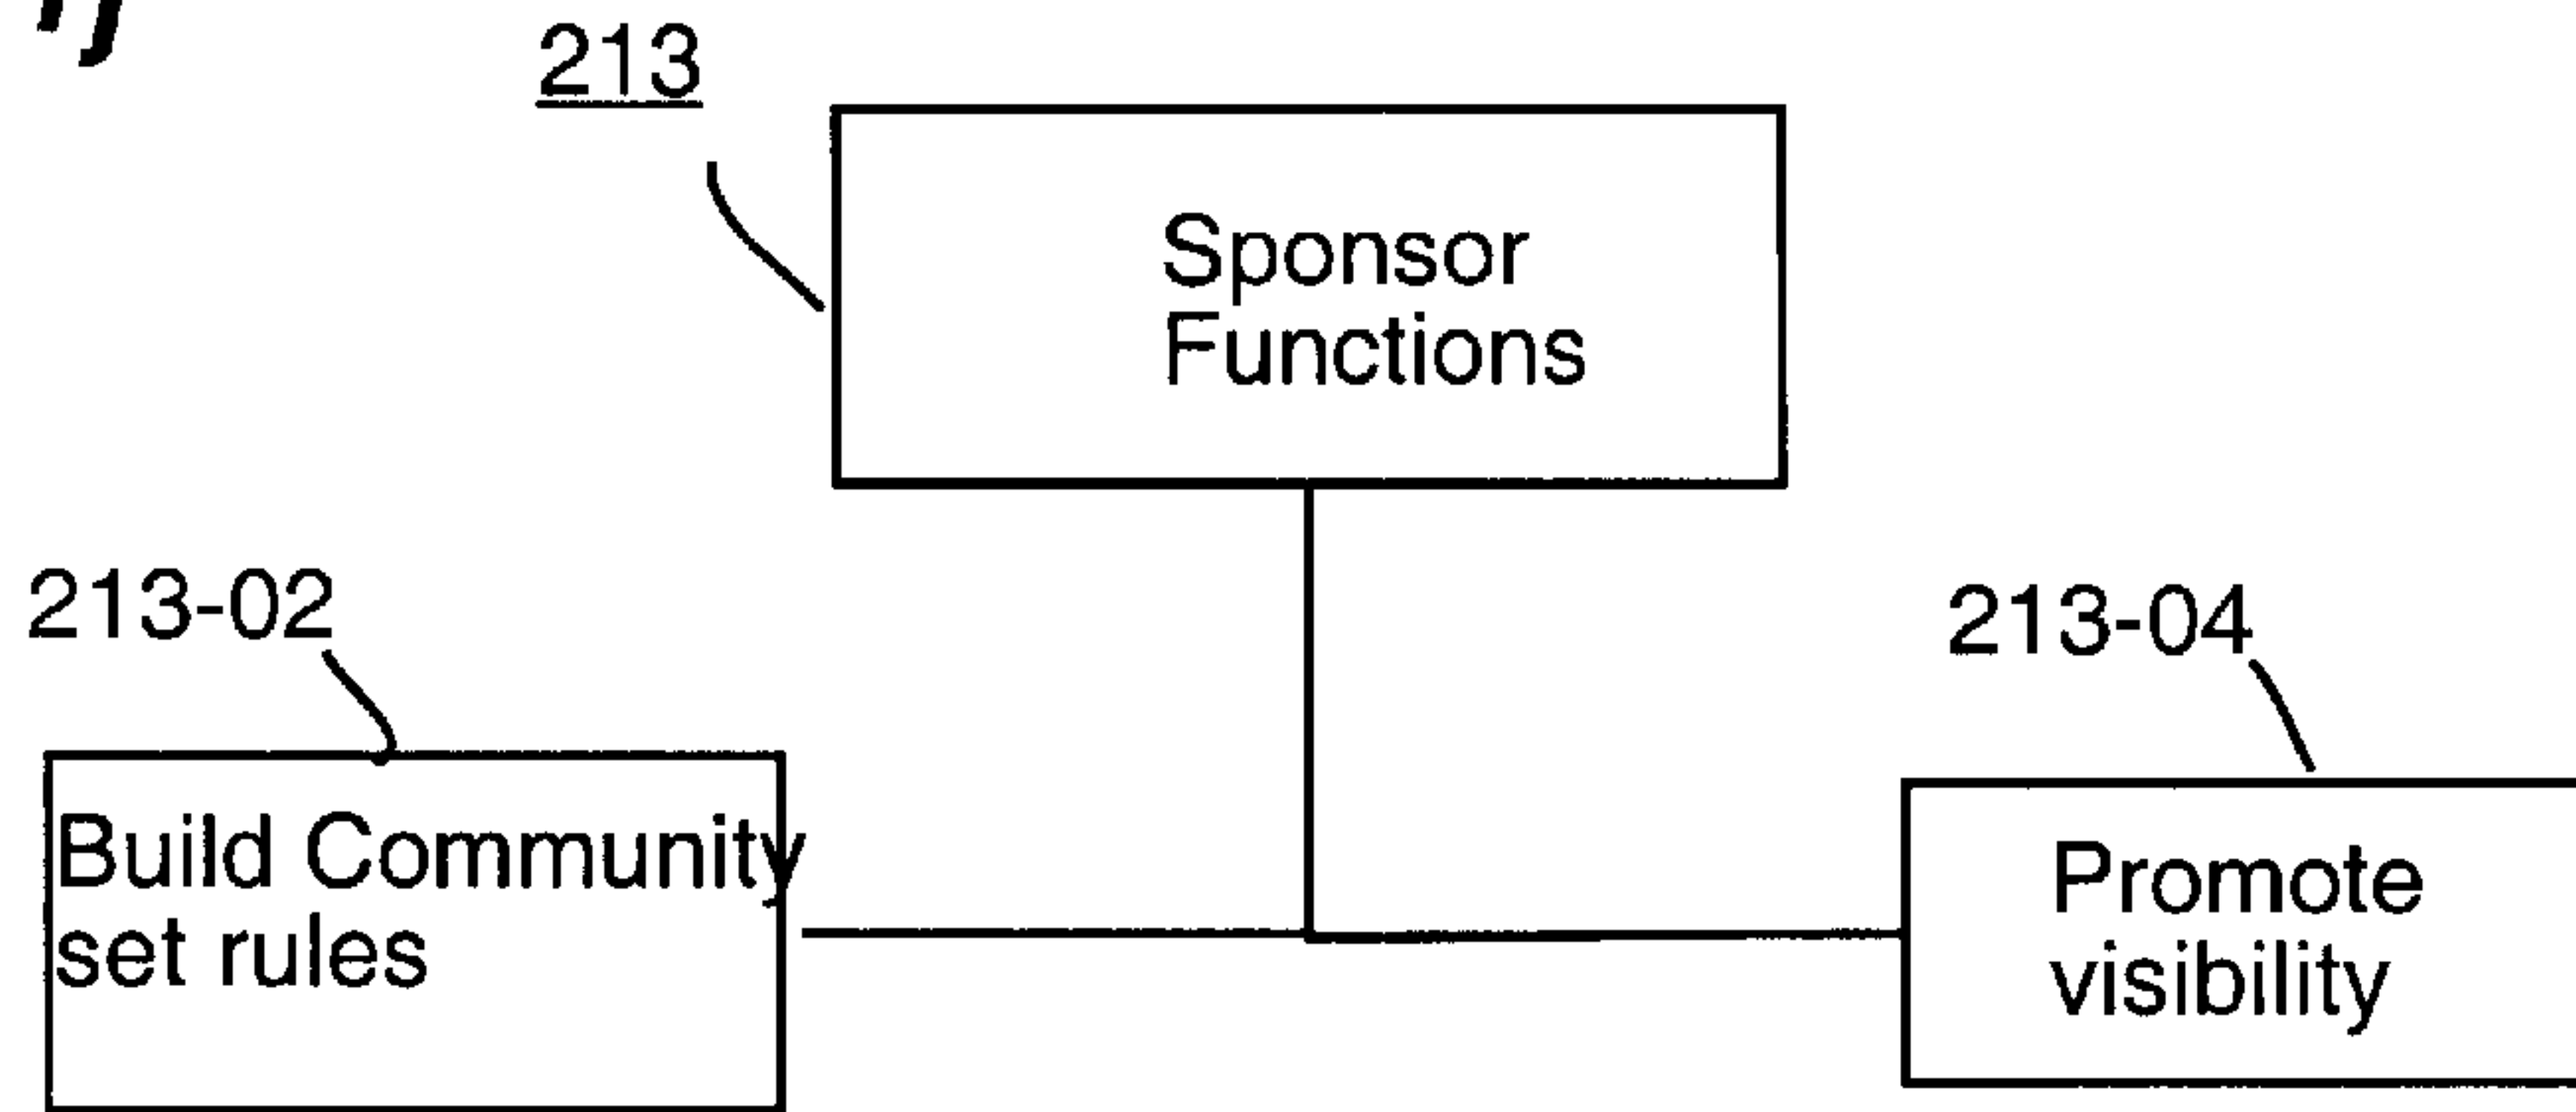 213
Sponsor
Functions
213-02
213-04
Build Community
set rules
Promote
visibility